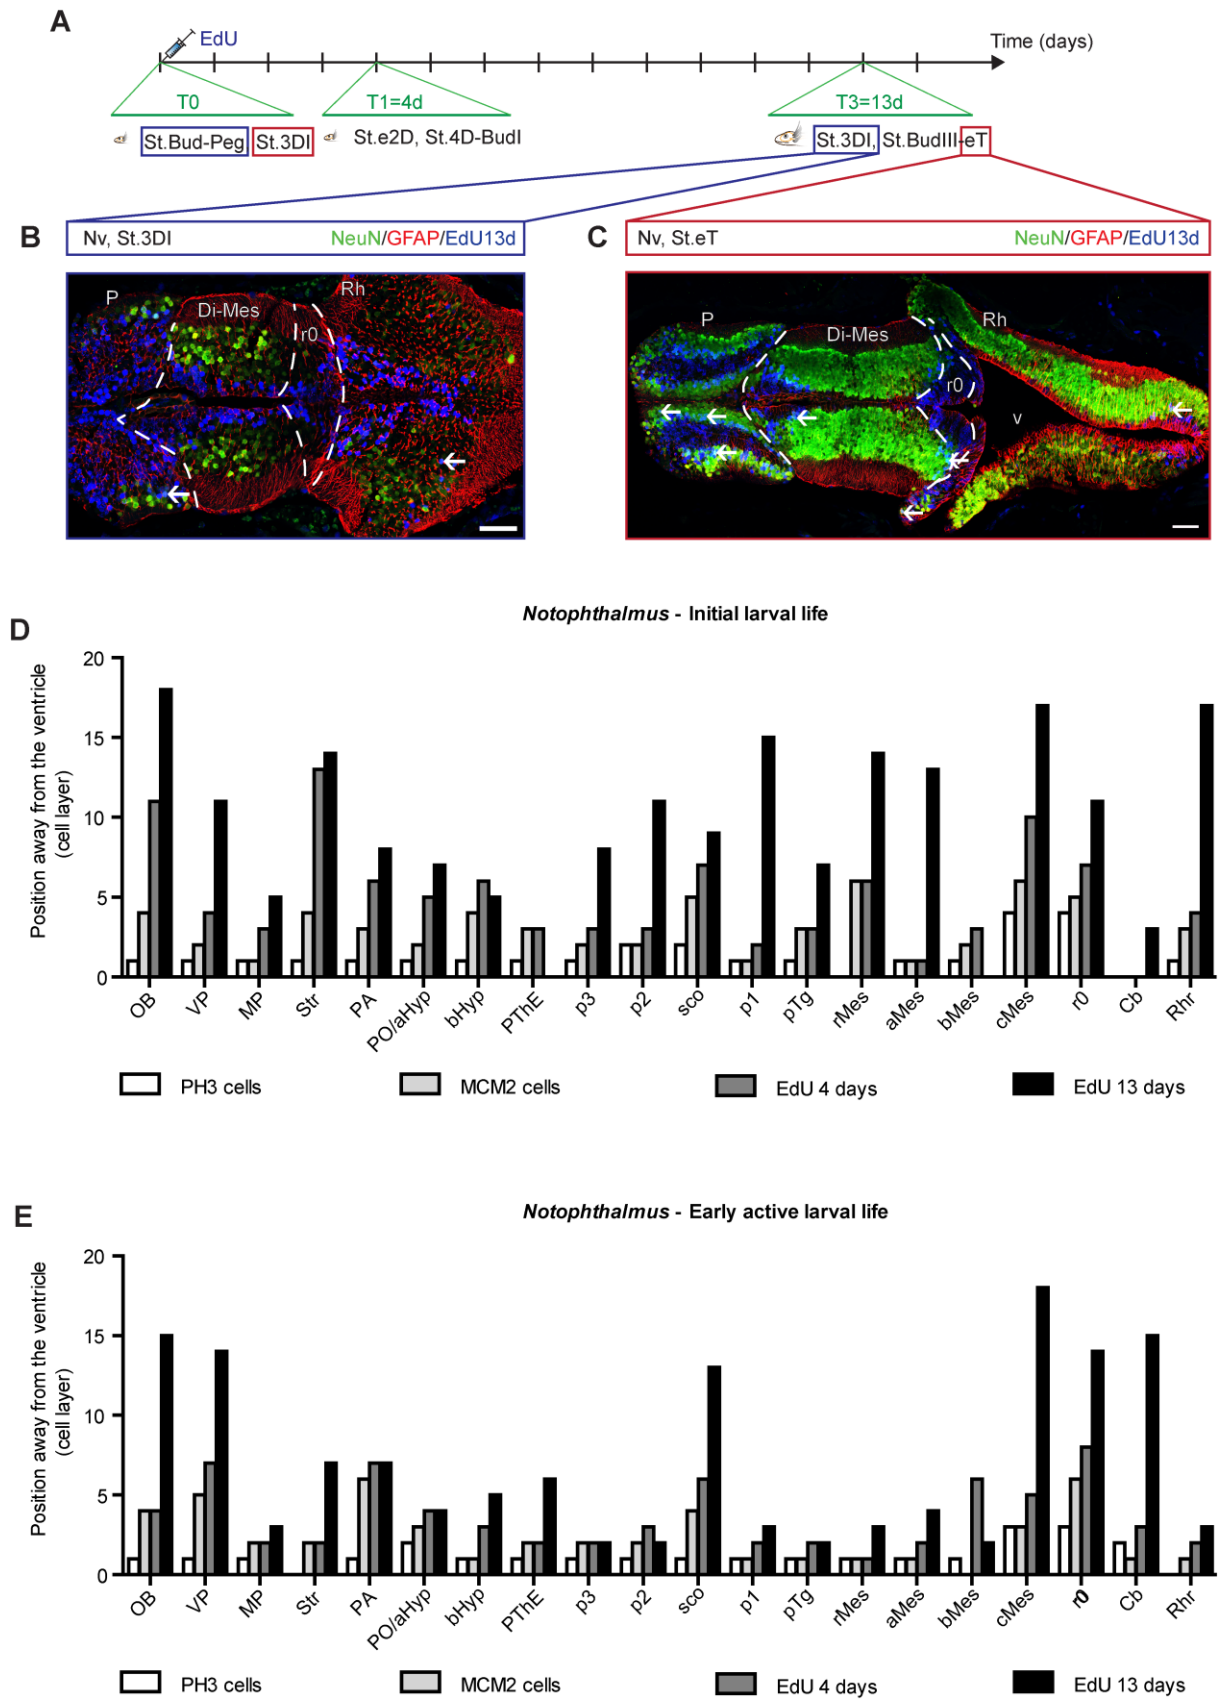 A
EdU
Time (days)
T0
T1=4d
T3=13d
St.Bud-Peg St.3DI
St.e2D, St.4D-BudI
St.3DI, St.BudIII-eT
B
Nv, St.3DI NeuN/GFAP/EdU13d
C
Nv, St.eT NeuN/GFAP/EdU13d
P
Di-Mes
r0
Rh
P
Di-Mes
r0
Rh
v
D
Notophthalmus - Initial larval life
Position away from the ventricle
(cell layer)
20
15
10
5
0
OB VP MP Str PA PO/aHyp bHyp PThE p3 p2 sco p1 pTg rMes aMes bMes cMes r0 Cb Rhr
PH3 cells MCM2 cells EdU 4 days EdU 13 days
E
Notophthalmus - Early active larval life
Position away from the ventricle
(cell layer)
20
15
10
5
0
OB VP MP Str PA PO/aHyp bHyp PThE p3 p2 sco p1 pTg rMes aMes bMes cMes r0 Cb Rhr
PH3 cells MCM2 cells EdU 4 days EdU 13 days